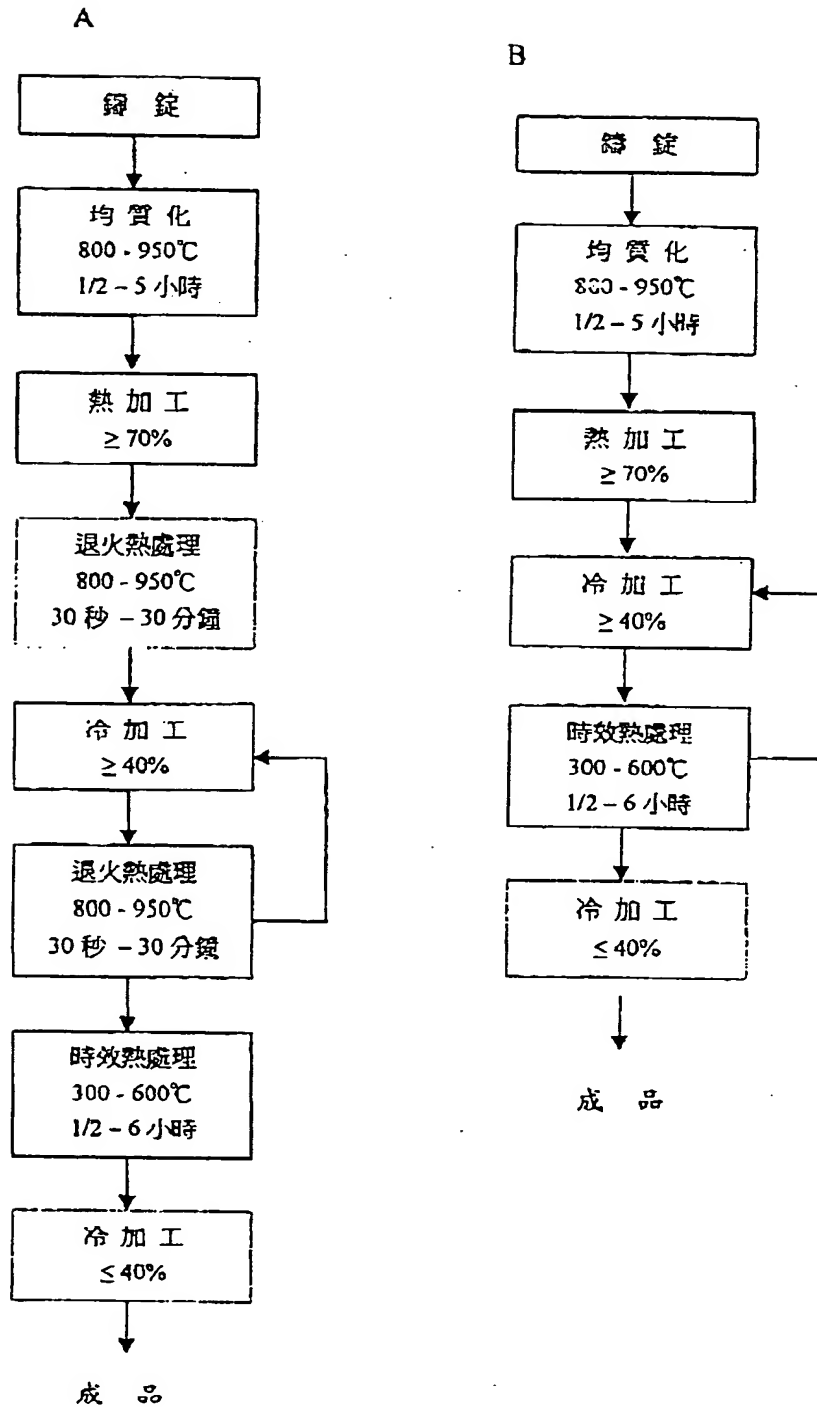 A
鑄 錠
均 質 化
800 - 950℃
1/2 – 5 小時
熱 加 工
≥ 70%
退火熱處理
800 - 950℃
30 秒 – 30 分鐘
冷 加 工
≥ 40%
退火熱處理
800 - 950℃
30 秒 – 30 分鐘
時效熱處理
300 - 600℃
1/2 – 6 小時
冷 加 工
≤ 40%
成 品
B
鑄 錠
均 質 化
800 - 950℃
1/2 – 5 小時
熱 加 工
≥ 70%
冷 加 工
≥ 40%
時效熱處理
300 - 600℃
1/2 – 6 小時
冷 加 工
≤ 40%
成 品